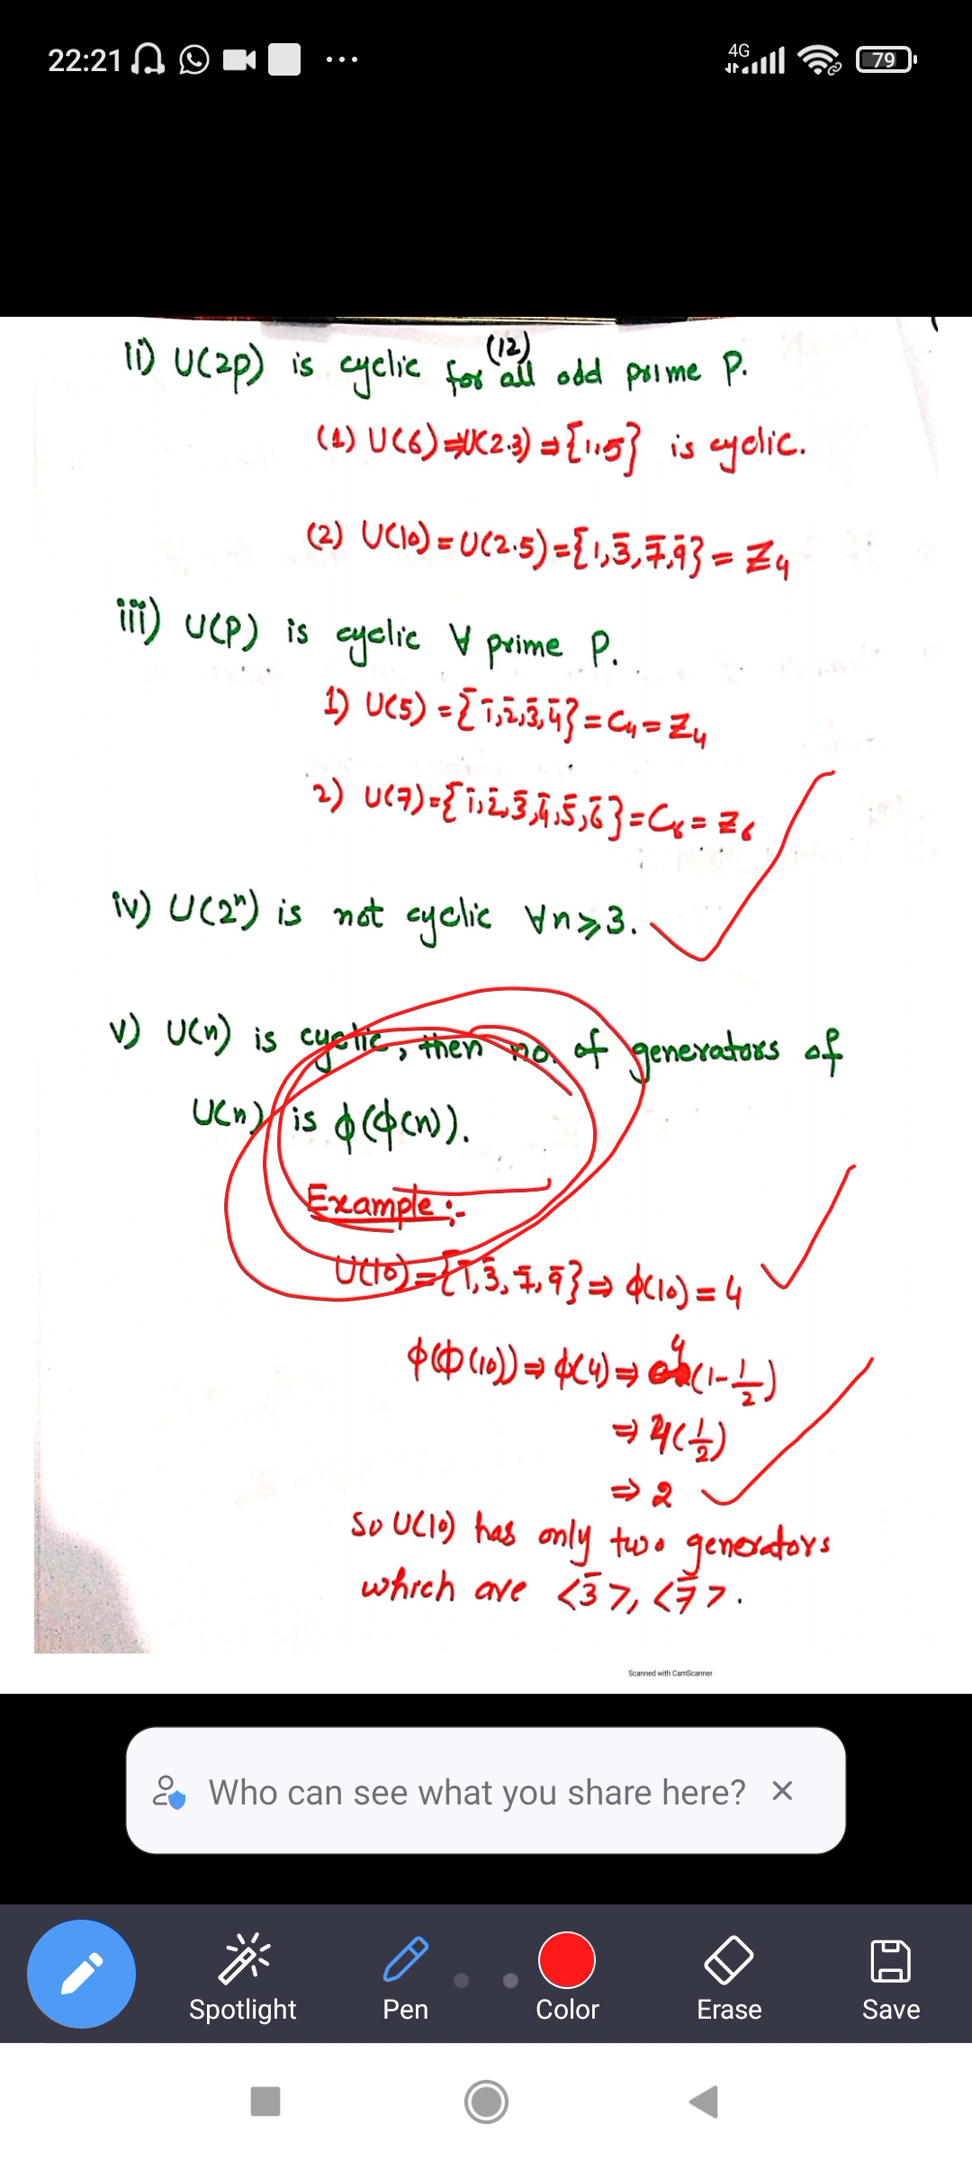 22:21 ... 4G 79
(12)
ii) U(2p) is cyclic for all odd prime P.
(1) U(6)⇒U(2·3)⇒{1,5} is cyclic.
(2) U(10)=U(2·5)={1,3̄,7̄,9̄}=Z₄
iii) U(P) is cyclic ∀ prime P.
1) U(5)={1̄,2̄,3̄,4̄}=C₄=Z₄
2) U(7)={1̄,2̄,3̄,4̄,5̄,6̄}=C₆=Z₆
iv) U(2ⁿ) is not cyclic ∀n⩾3.
v) U(n) is cyclic, then no. of generators of
U(n) is ϕ(ϕ(n)).
Example:-
U(10)={1̄,3̄,7̄,9̄}⇒ϕ(10)=4
ϕ(ϕ(10))⇒ϕ(4)⇒4(1-1/2)
⇒4(1/2)
⇒2
So U(10) has only two generators
which are <3̄>,<7̄>.
Scanned with CamScanner
Who can see what you share here? ×
Spotlight Pen Color Erase Save